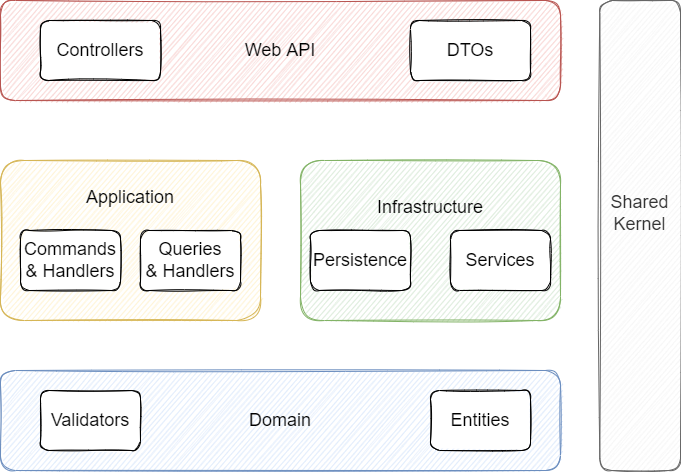 Controllers
Web API
DTOs
Shared
Kernel
Application
Commands
& Handlers
Queries
& Handlers
Infrastructure
Persistence
Services
Validators
Domain
Entities